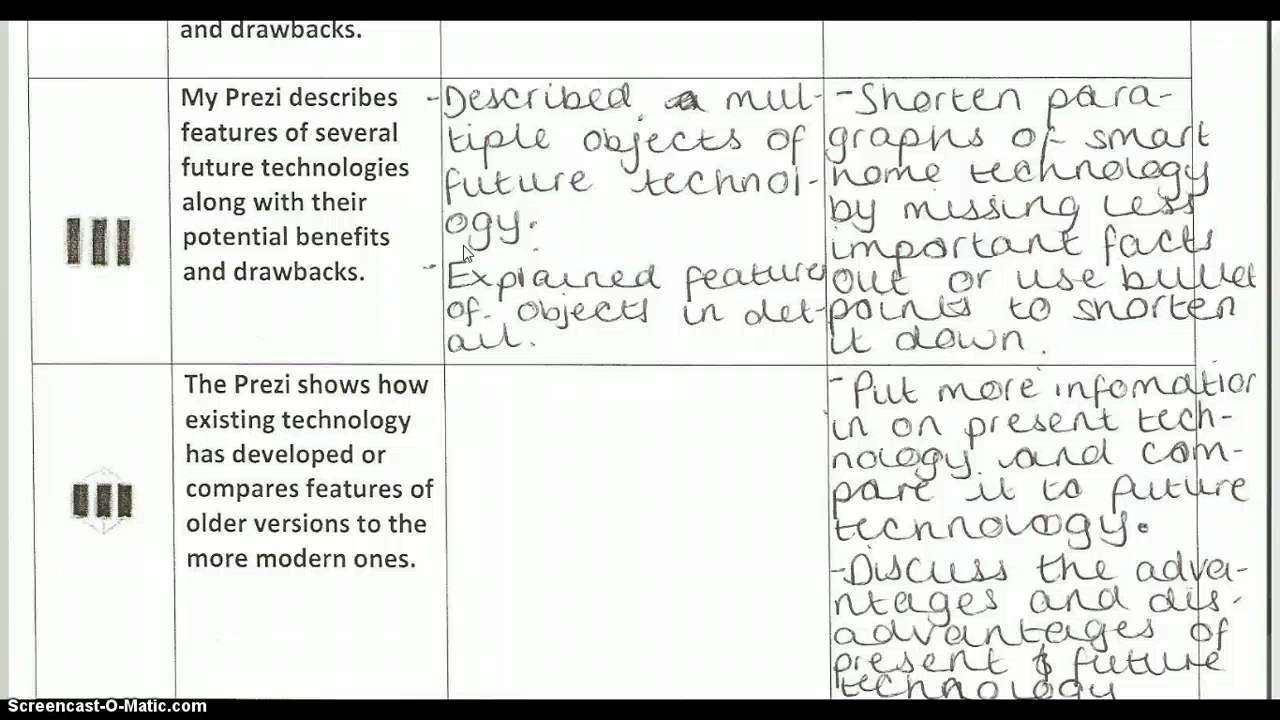 and drawbacks.
My Prezi describes
features of several
future technologies
along with their
potential benefits
and drawbacks.
-Described mul-
tiple objects of
future technol-
ogy.
- Explained features
of objects in det-
ail.
-Shorten para-
graphs of smart
home technology
by missing less
important facts
out or use bullet
points to shorten
it down.
The Prezi shows how
existing technology
has developed or
compares features of
older versions to the
more modern ones.
- Put more infomation
in on present tech-
nology and com-
pare it to future
technology.
-Discuss the adva-
ntages and dis-
advantages of
present & future
technology
Screencast-O-Matic.com